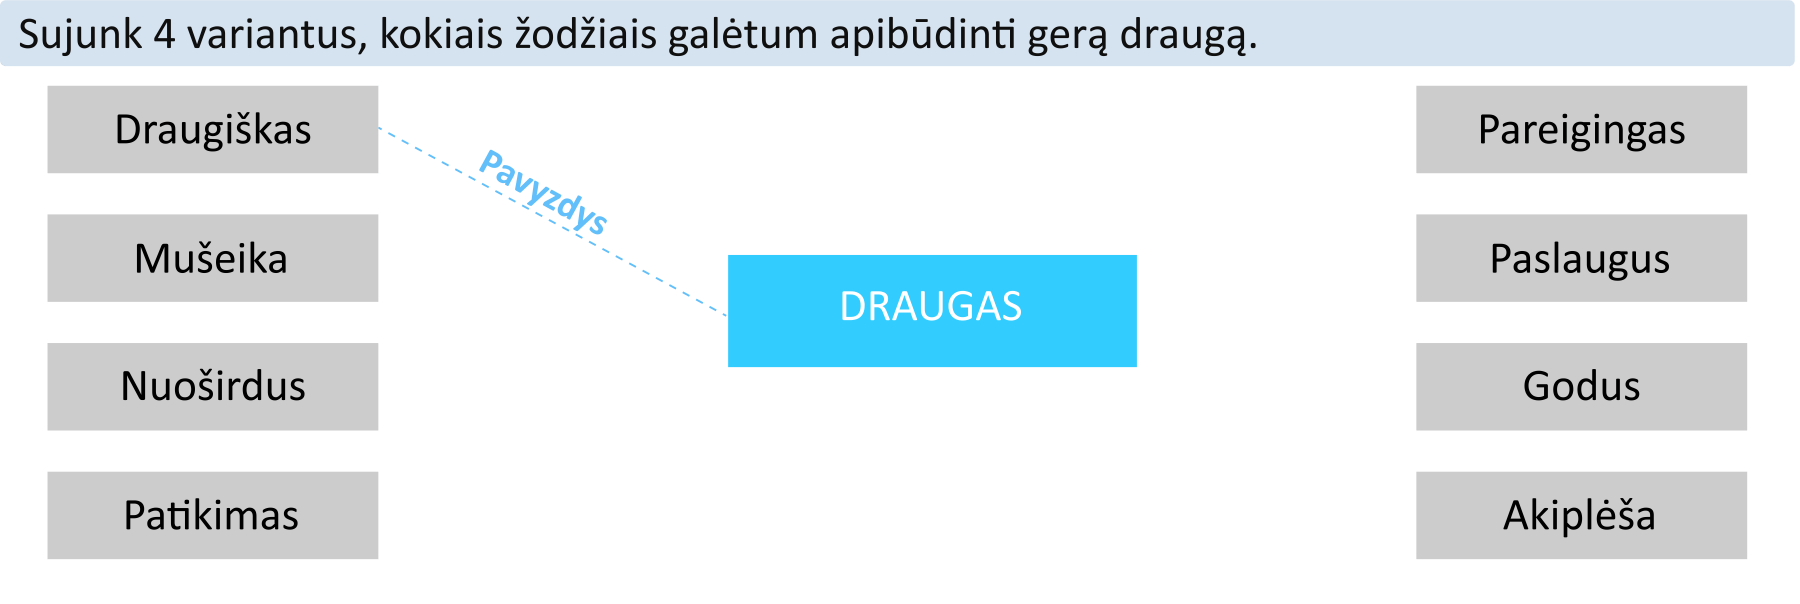 Sujunk 4 variantus, kokiais žodžiais galėtum apibūdinti gerą draugą.
Draugiškas
Mušeika
Nuoširdus
Patikimas
Pavyzdys
DRAUGAS
Pareigingas
Paslaugus
Godus
Akiplėša